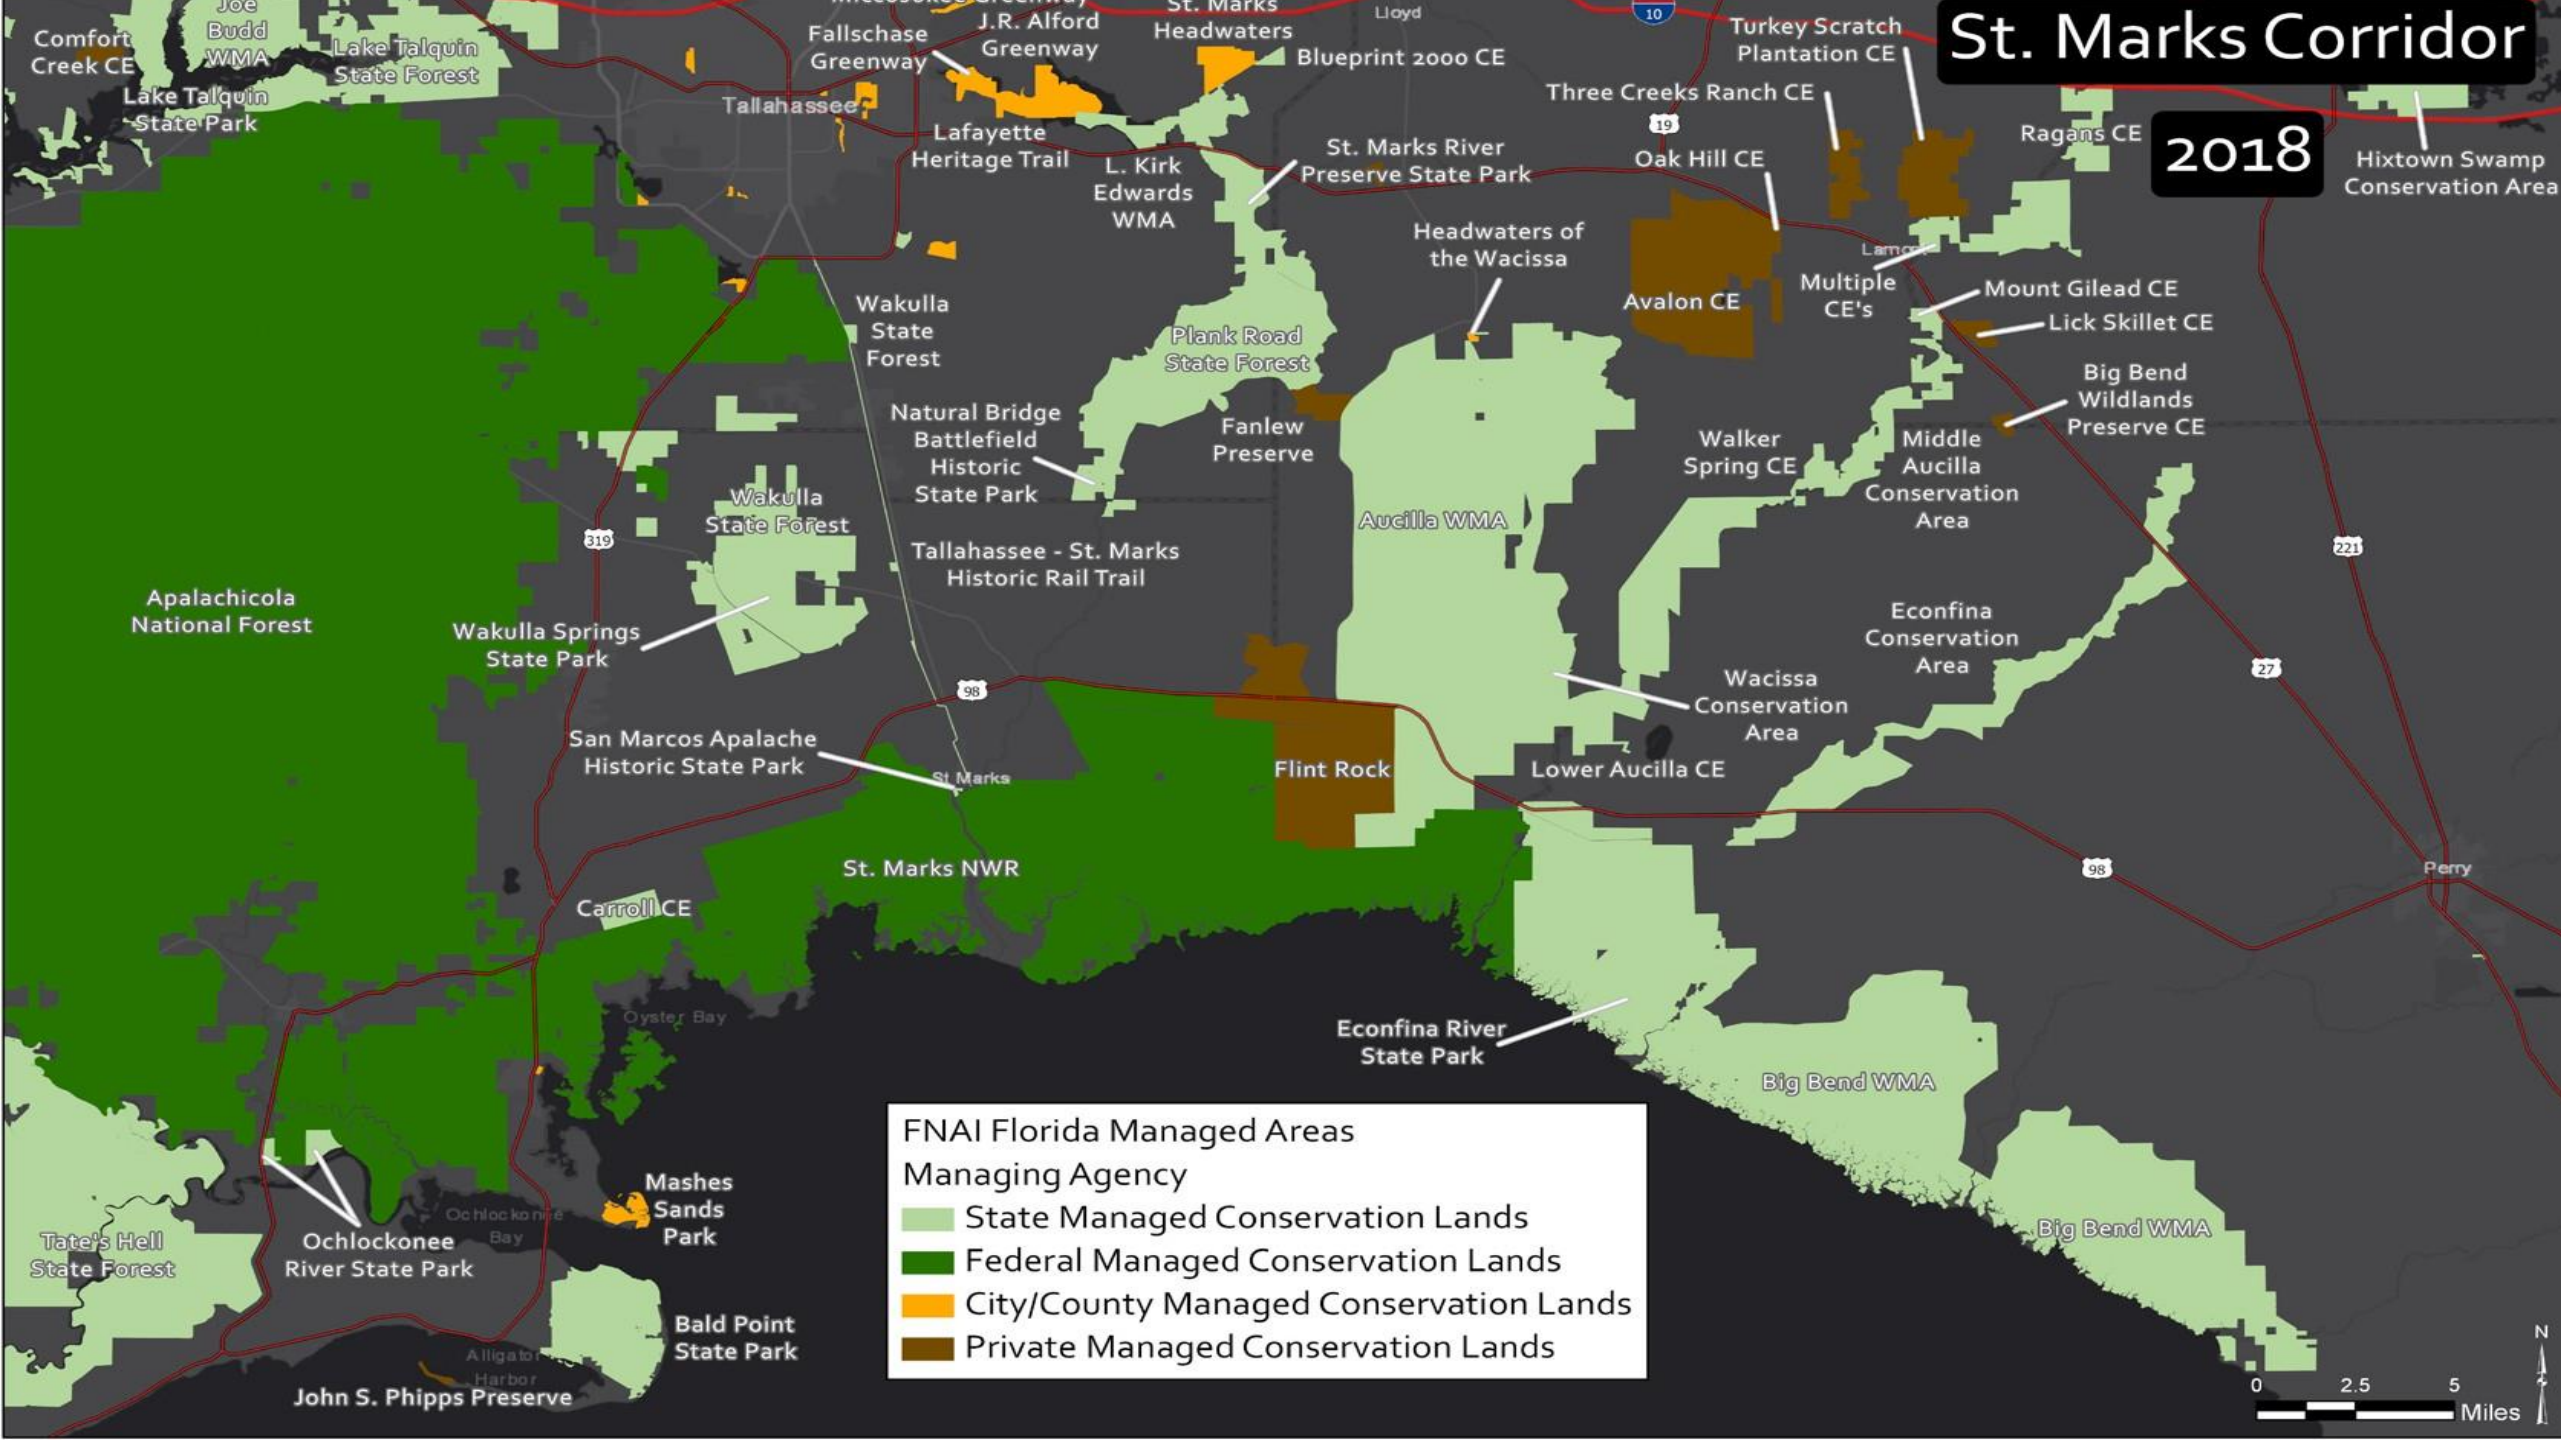 Joe
Budd
WMA
Comfort
Creek CE
Lake Talquin
State Forest
Lake Talquin
State Park
Miccosukee Greenway
Fallschase
Greenway
J.R. Alford
Greenway
St. Marks
Headwaters
Lloyd
10
Blueprint 2000 CE
Turkey Scratch
Plantation CE
St. Marks Corridor
2018
Tallahassee
Lafayette
Heritage Trail
L. Kirk
Edwards
WMA
St. Marks River
Preserve State Park
Three Creeks Ranch CE
19
Oak Hill CE
Ragans CE
Hixtown Swamp
Conservation Area
Headwaters of
the Wacissa
Lamont
Multiple
CE's
Mount Gilead CE
Lick Skillet CE
Avalon CE
Wakulla
State
Forest
Plank Road
State Forest
Big Bend
Wildlands
Preserve CE
Natural Bridge
Battlefield
Historic
State Park
Fanlew
Preserve
Walker
Spring CE
Middle
Aucilla
Conservation
Area
Wakulla
State Forest
Aucilla WMA
319
Tallahassee - St. Marks
Historic Rail Trail
221
Apalachicola
National Forest
Wakulla Springs
State Park
Econfina
Conservation
Area
27
98
Wacissa
Conservation
Area
San Marcos Apalache
Historic State Park
St Marks
Flint Rock
Lower Aucilla CE
St. Marks NWR
98
Perry
Carroll CE
Oyster Bay
Econfina River
State Park
Big Bend WMA
Big Bend WMA
Mashes
Sands
Park
Ochlockonee
Bay
Tate's Hell
State Forest
Ochlockonee
River State Park
Bald Point
State Park
Alligator
Harbor
John S. Phipps Preserve
FNAI Florida Managed Areas
Managing Agency
State Managed Conservation Lands
Federal Managed Conservation Lands
City/County Managed Conservation Lands
Private Managed Conservation Lands
N
0 2.5 5
Miles